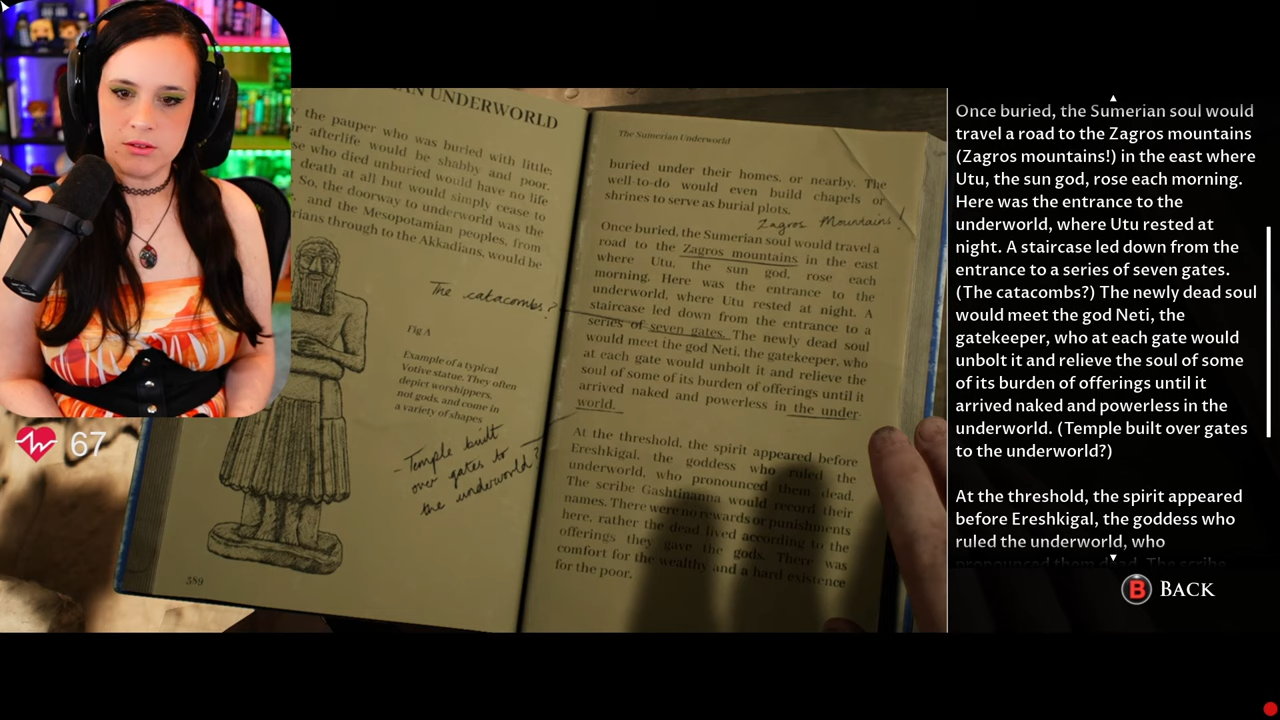 AN UNDERWORLD
the pauper who was buried with little;
afterlife would be shabby and poor.
who died unburied would have no life
death at all but would simply cease to
So, the doorway to underworld was the
and the Mesopotamian peoples, from
through to the Akkadians, would be
The catacombs?
Fig A
Example of a typical
Votive statue. They often
depict worshippers,
not gods, and come in
a variety of shapes
- Temple built
over gates to
the underworld?
589
The Sumerian Underworld
buried under their homes, or nearby. The
well-to-do would even build chapels or
shrines to serve as burial plots.
Zagros Mountains!
Once buried, the Sumerian soul would travel a
road to the Zagros mountains in the east
where Utu, the sun god, rose each
morning. Here was the entrance to the
underworld, where Utu rested at night. A
staircase led down from the entrance to a
series of seven gates. The newly dead soul
would meet the god Neti, the gatekeeper, who
at each gate would unbolt it and relieve the
soul of some of its burden of offerings until it
arrived naked and powerless in the under-
world.
At the threshold, the spirit appeared before
Ereshkigal, the goddess who ruled the
underworld, who pronounced them dead.
The scribe Gashtinanna would record their
names. There were no rewards or punishments
here, rather the dead lived according to the
offerings they gave the gods. There was
comfort for the wealthy and a hard existence
for the poor.
67
Once buried, the Sumerian soul would
travel a road to the Zagros mountains
(Zagros mountains!) in the east where
Utu, the sun god, rose each morning.
Here was the entrance to the
underworld, where Utu rested at
night. A staircase led down from the
entrance to a series of seven gates.
(The catacombs?) The newly dead soul
would meet the god Neti, the
gatekeeper, who at each gate would
unbolt it and relieve the soul of some
of its burden of offerings until it
arrived naked and powerless in the
underworld. (Temple built over gates
to the underworld?)
At the threshold, the spirit appeared
before Ereshkigal, the goddess who
ruled the underworld, who
pronounced them dead. The scribe
B BACK